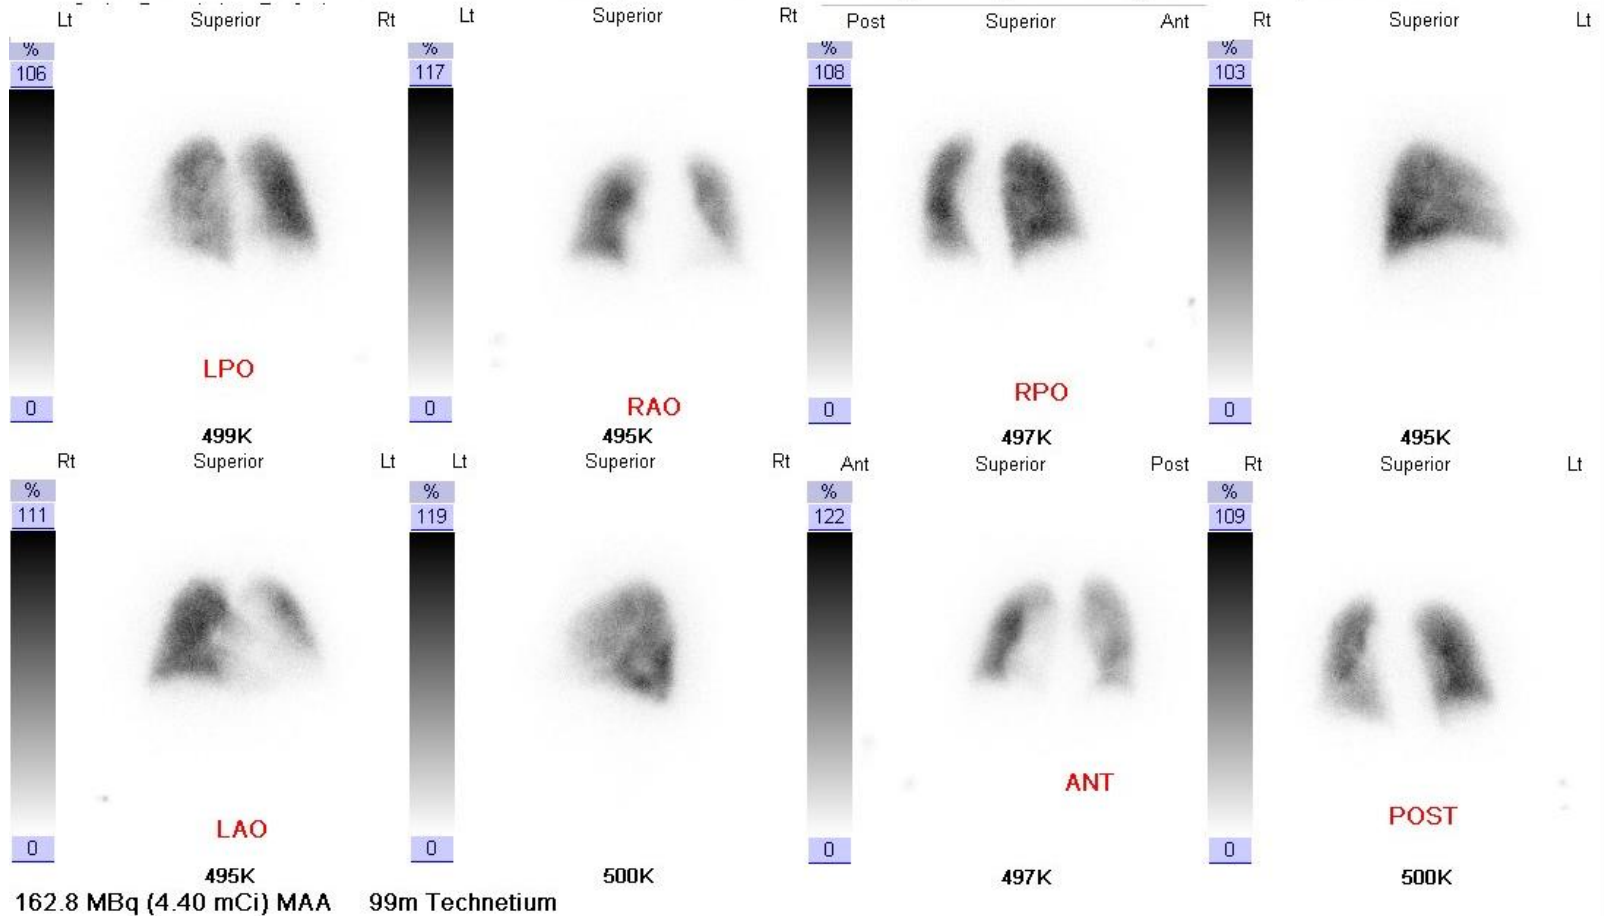 Lt Superior Rt
Lt Superior Rt
Post Superior Ant
Rt Superior Lt
%
106
%
117
%
108
%
103
LPO
RAO
RPO
0
0
0
0
499K
495K
497K
495K
Rt Superior Lt
Lt Superior Rt
Ant Superior Post
Rt Superior Lt
%
111
%
119
%
122
%
109
LAO
ANT
POST
0
0
0
0
495K
500K
497K
500K
162.8 MBq (4.40 mCi) MAA 99m Technetium